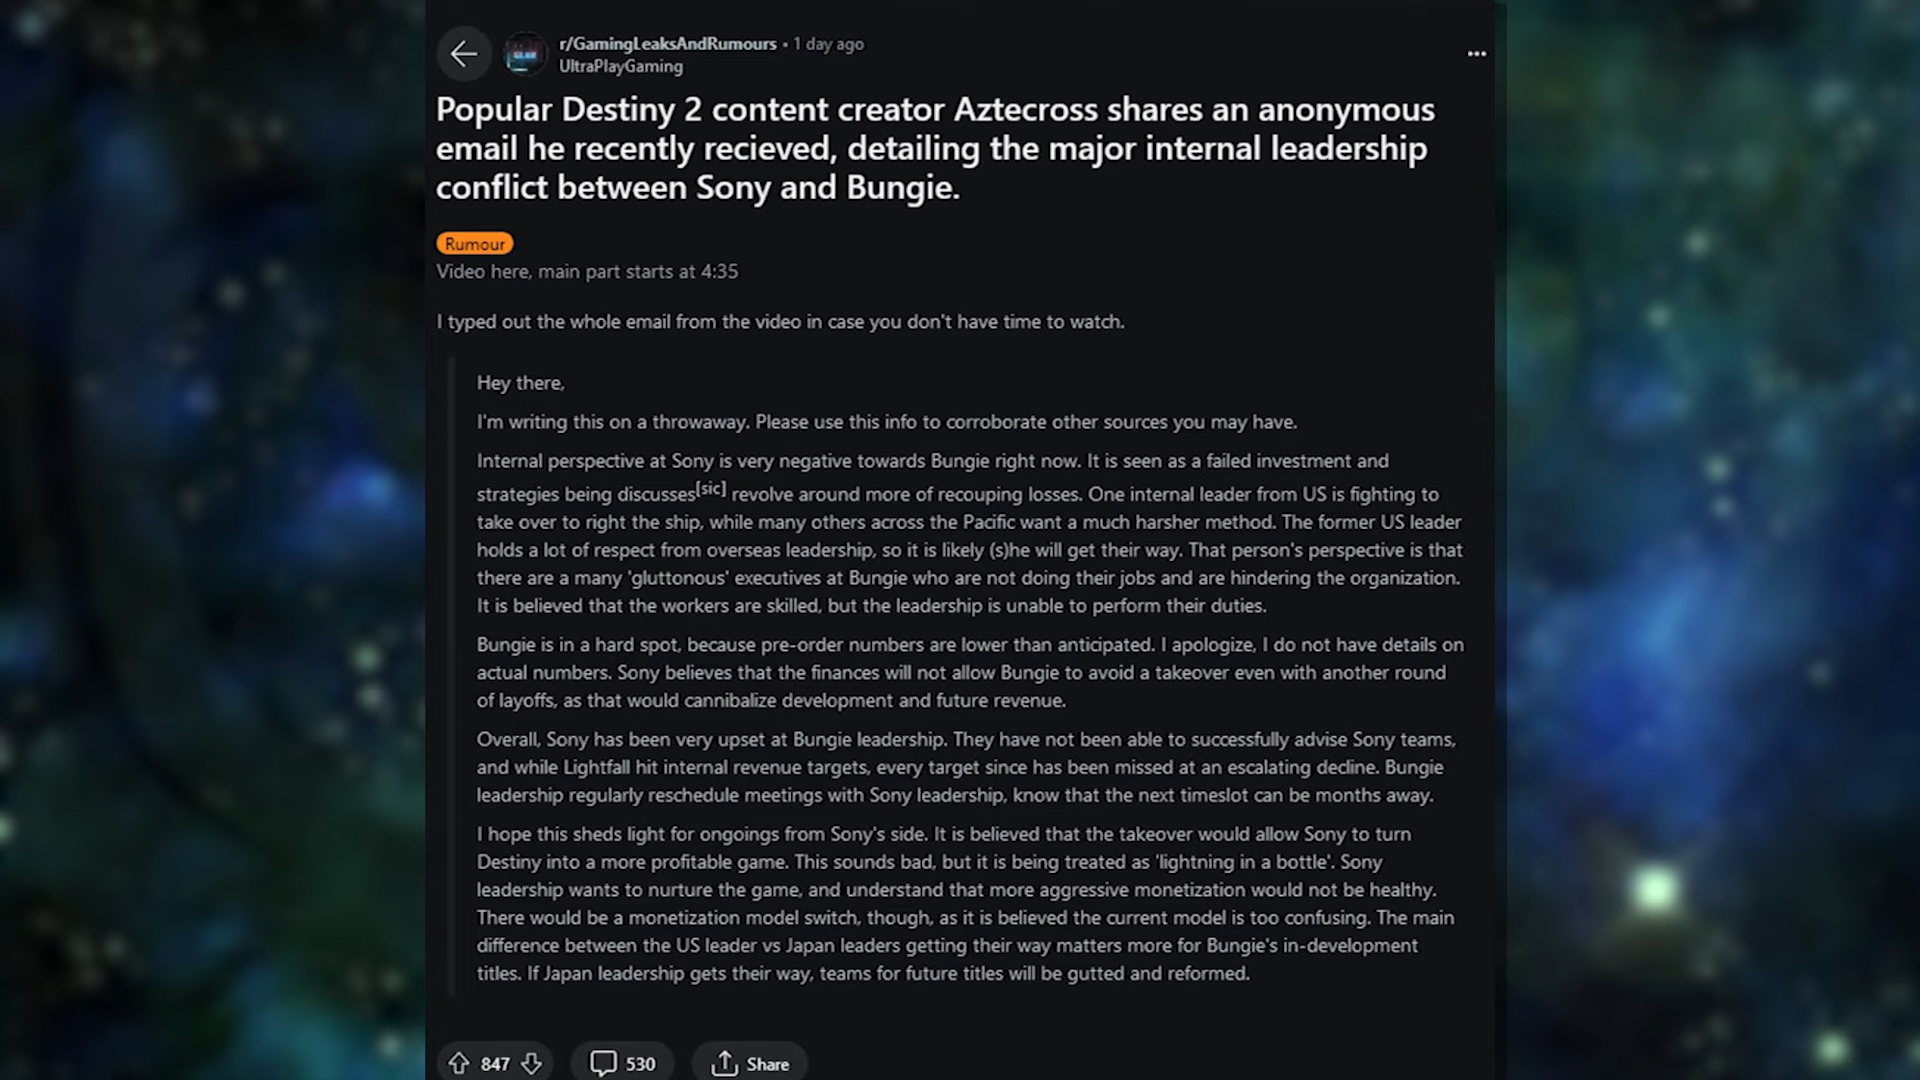 r/GamingLeaksAndRumours • 1 day ago
UltraPlayGaming
Popular Destiny 2 content creator Aztecross shares an anonymous
email he recently recieved, detailing the major internal leadership
conflict between Sony and Bungie.
Rumour
Video here, main part starts at 4:35
I typed out the whole email from the video in case you don't have time to watch.
Hey there,
I'm writing this on a throwaway. Please use this info to corroborate other sources you may have.
Internal perspective at Sony is very negative towards Bungie right now. It is seen as a failed investment and
strategies being discusses[sic] revolve around more of recouping losses. One internal leader from US is fighting to
take over to right the ship, while many others across the Pacific want a much harsher method. The former US leader
holds a lot of respect from overseas leadership, so it is likely (s)he will get their way. That person's perspective is that
there are a many 'gluttonous' executives at Bungie who are not doing their jobs and are hindering the organization.
It is believed that the workers are skilled, but the leadership is unable to perform their duties.
Bungie is in a hard spot, because pre-order numbers are lower than anticipated. I apologize, I do not have details on
actual numbers. Sony believes that the finances will not allow Bungie to avoid a takeover even with another round
of layoffs, as that would cannibalize development and future revenue.
Overall, Sony has been very upset at Bungie leadership. They have not been able to successfully advise Sony teams,
and while Lightfall hit internal revenue targets, every target since has been missed at an escalating decline. Bungie
leadership regularly reschedule meetings with Sony leadership, know that the next timeslot can be months away.
I hope this sheds light for ongoings from Sony's side. It is believed that the takeover would allow Sony to turn
Destiny into a more profitable game. This sounds bad, but it is being treated as 'lightning in a bottle'. Sony
leadership wants to nurture the game, and understand that more aggressive monetization would not be healthy.
There would be a monetization model switch, though, as it is believed the current model is too confusing. The main
difference between the US leader vs Japan leaders getting their way matters more for Bungie's in-development
titles. If Japan leadership gets their way, teams for future titles will be gutted and reformed.
847
530
Share